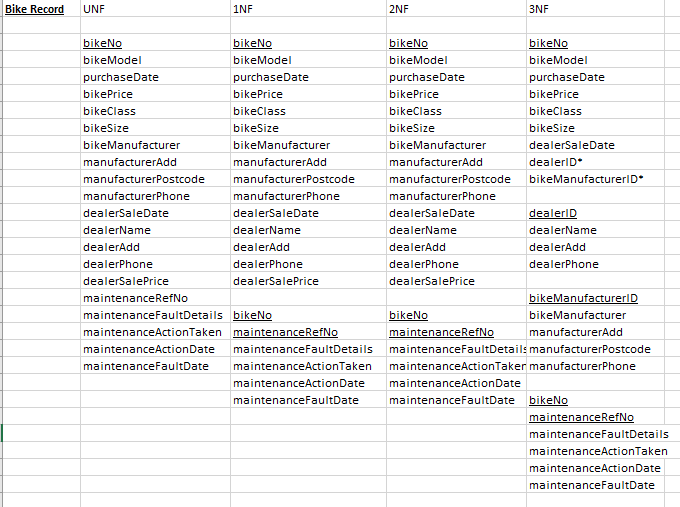 Bike Record UNF 1NF 2NF 3NF
bikeNo bikeNo bikeNo bikeNo
bikeModel bikeModel bikeModel bikeModel
purchaseDate purchaseDate purchaseDate purchaseDate
bikePrice bikePrice bikePrice bikePrice
bikeClass bikeClass bikeClass bikeClass
bikeSize bikeSize bikeSize bikeSize
bikeManufacturer bikeManufacturer bikeManufacturer dealerSaleDate
manufacturerAdd manufacturerAdd manufacturerAdd dealerID*
manufacturerPostcode manufacturerPostcode manufacturerPostcode bikeManufacturerID*
manufacturerPhone manufacturerPhone manufacturerPhone
dealerSaleDate dealerSaleDate dealerSaleDate dealerID
dealerName dealerName dealerName dealerName
dealerAdd dealerAdd dealerAdd dealerAdd
dealerPhone dealerPhone dealerPhone dealerPhone
dealerSalePrice dealerSalePrice dealerSalePrice
maintenanceRefNo bikeManufacturerID
maintenanceFaultDetails bikeNo bikeNo bikeManufacturer
maintenanceActionTaken maintenanceRefNo maintenanceRefNo manufacturerAdd
maintenanceActionDate maintenanceFaultDetails maintenanceFaultDetails manufacturerPostcode
maintenanceFaultDate maintenanceActionTaken maintenanceActionTaken manufacturerPhone
maintenanceActionDate maintenanceActionDate
maintenanceFaultDate maintenanceFaultDate bikeNo
maintenanceRefNo
maintenanceFaultDetails
maintenanceActionTaken
maintenanceActionDate
maintenanceFaultDate